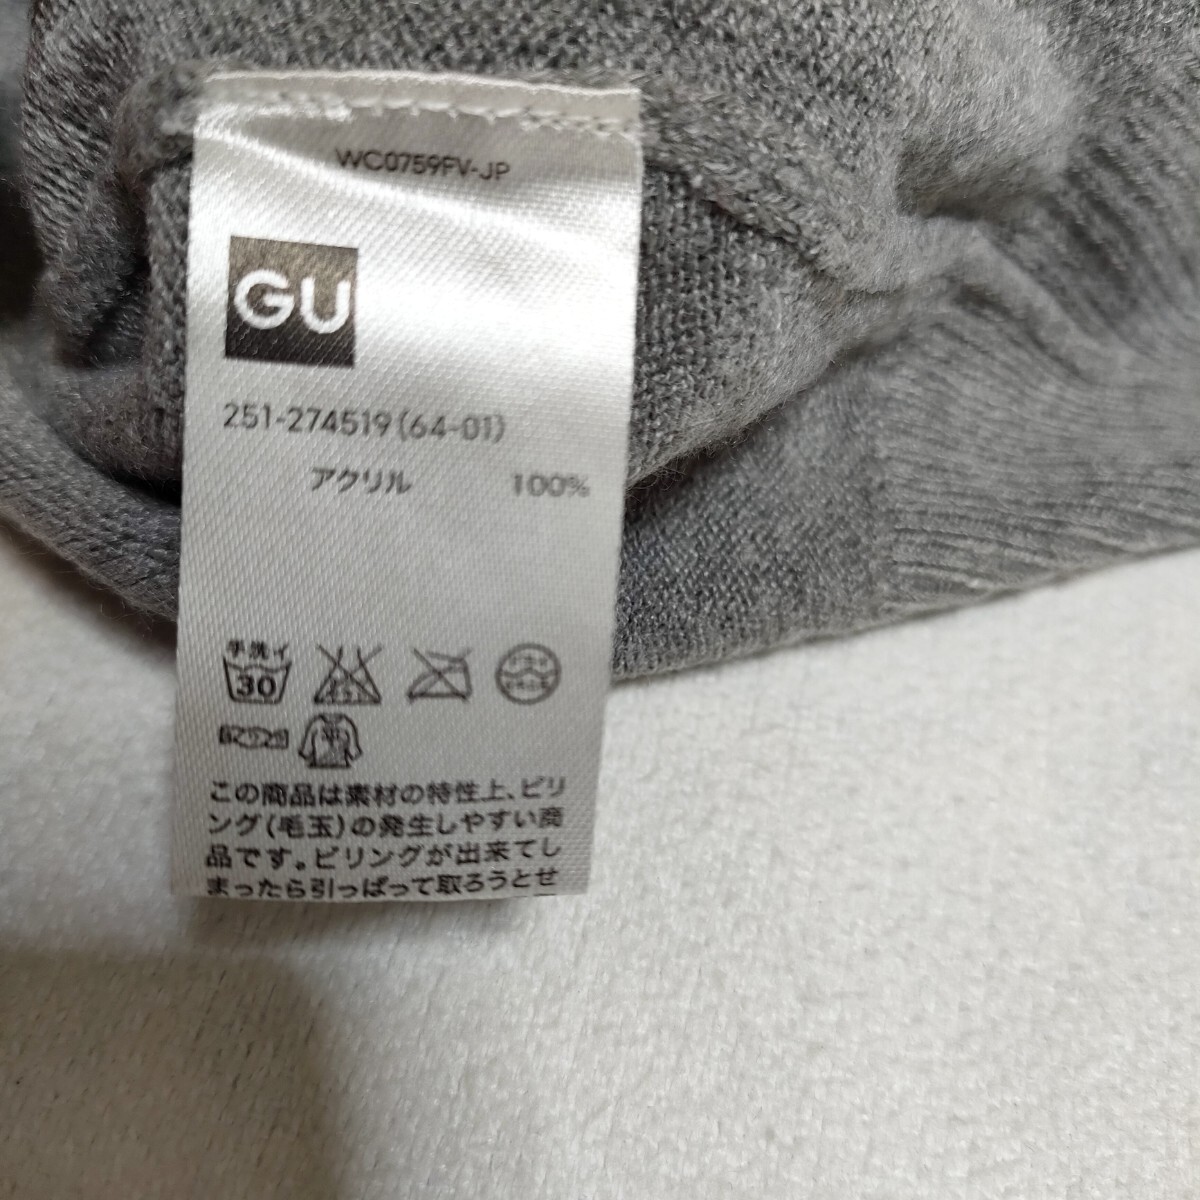 WC0759FV-JP
GU
251-274519(64-01)
アクリル 100%
手洗イ
30
この商品は素材の特性上、ピリ
ング(毛玉)の発生しやすい商
品です。ピリングが出来てし
まったら引っぱって取ろうとせ